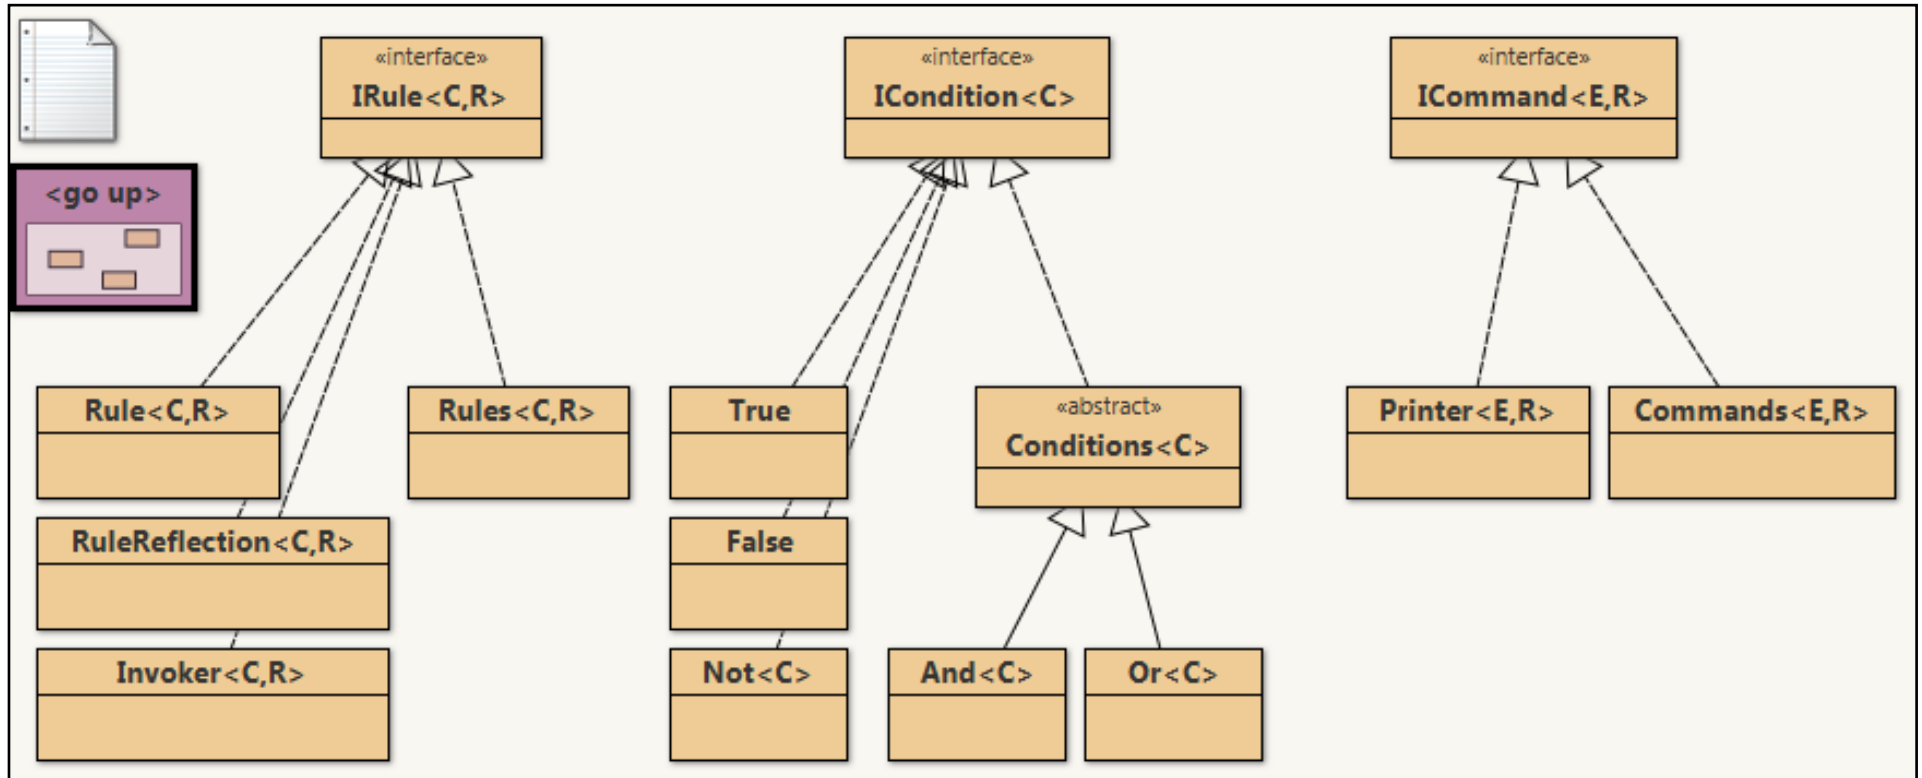 «interface»
IRule<C,R>
«interface»
ICondition<C>
«interface»
ICommand<E,R>
<go up>
Rule<C,R>
Rules<C,R>
True
«abstract»
Conditions<C>
Printer<E,R>
Commands<E,R>
RuleReflection<C,R>
False
Invoker<C,R>
Not<C>
And<C>
Or<C>